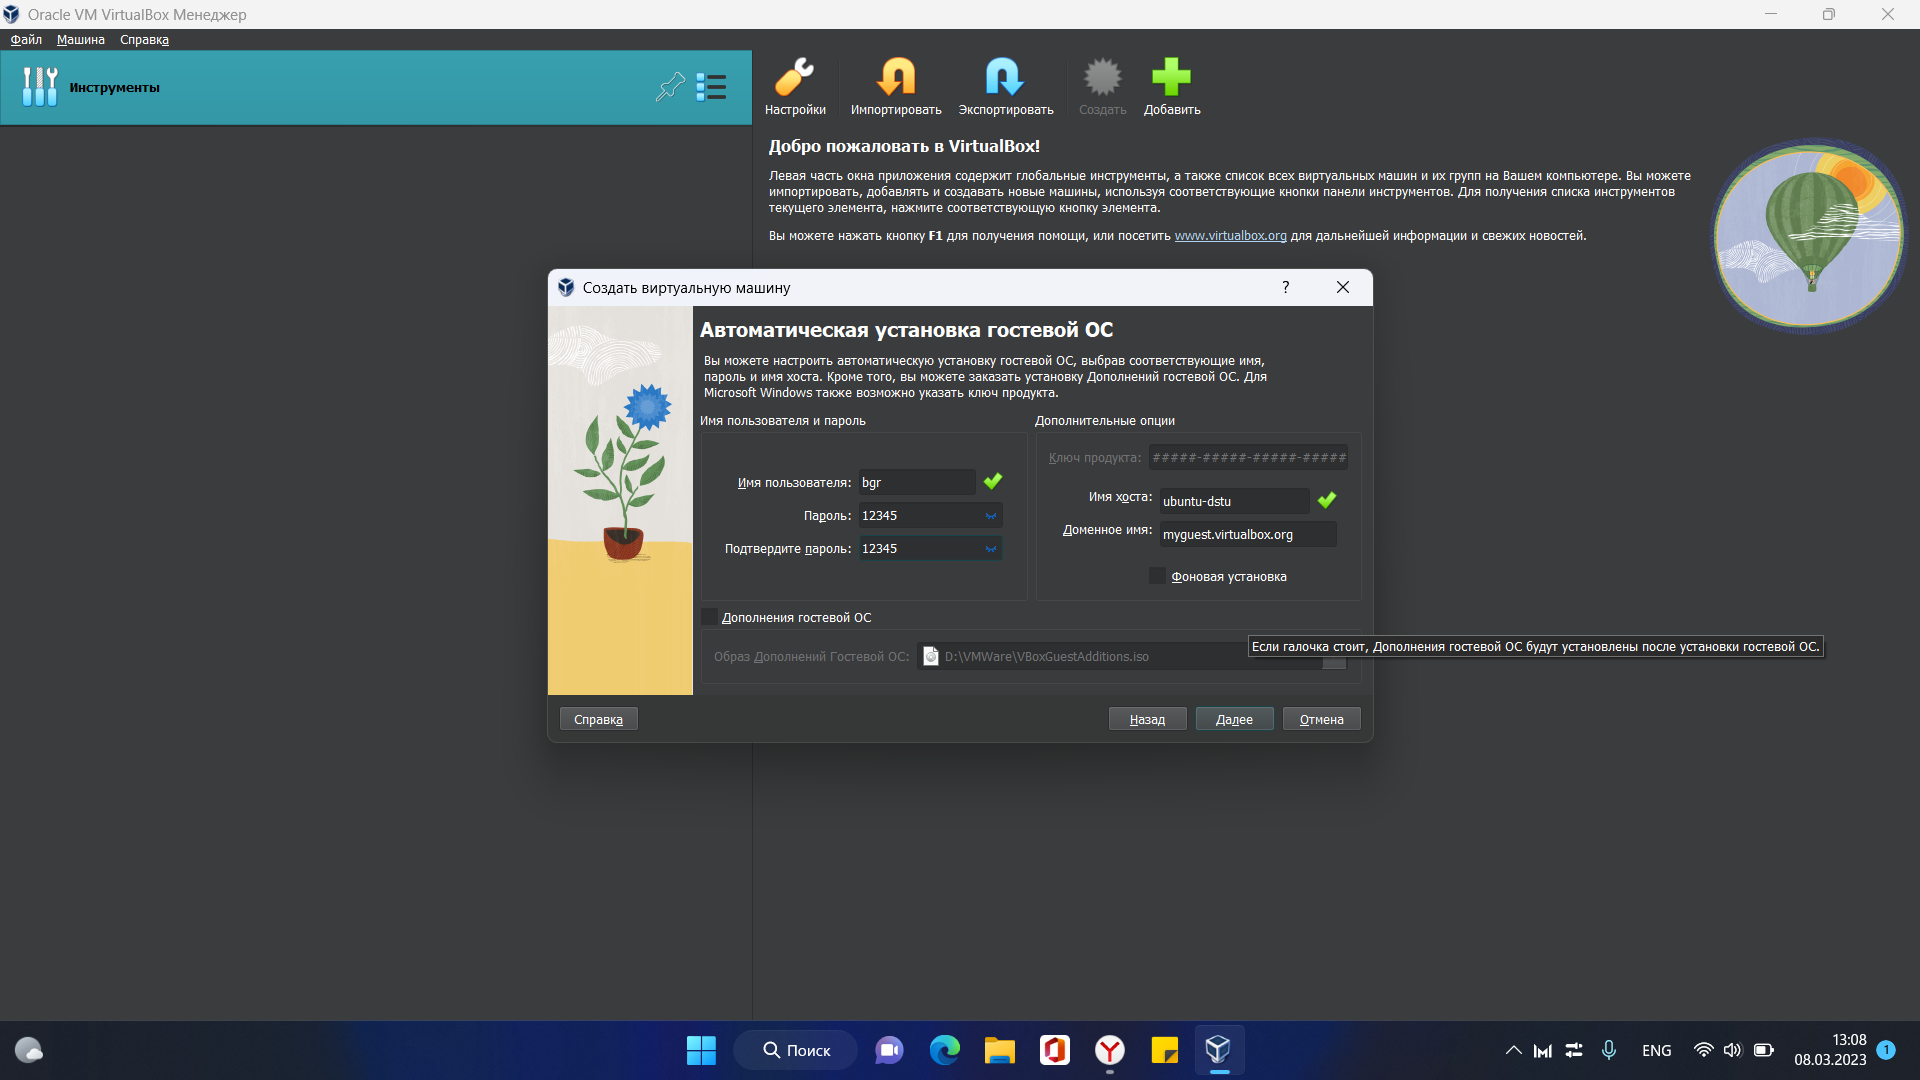 Oracle VM VirtualBox Менеджер
Файл Машина Справка
Инструменты
Настройки Импортировать Экспортировать Создать Добавить
Добро пожаловать в VirtualBox!
Левая часть окна приложения содержит глобальные инструменты, а также список всех виртуальных машин и их групп на Вашем компьютере. Вы можете
импортировать, добавлять и создавать новые машины, используя соответствующие кнопки панели инструментов. Для получения списка инструментов
текущего элемента, нажмите соответствующую кнопку элемента.
Вы можете нажать кнопку F1 для получения помощи, или посетить www.virtualbox.org для дальнейшей информации и свежих новостей.
Создать виртуальную машину ?
Автоматическая установка гостевой ОС
Вы можете настроить автоматическую установку гостевой ОС, выбрав соответствующие имя,
пароль и имя хоста. Кроме того, вы можете заказать установку Дополнений гостевой ОС. Для
Microsoft Windows также возможно указать ключ продукта.
Имя пользователя и пароль
Имя пользователя: bgr
Пароль: 12345
Подтвердите пароль: 12345
Дополнительные опции
Ключ продукта: #####-#####-#####-#####
Имя хоста: ubuntu-dstu
Доменное имя: myguest.virtualbox.org
Фоновая установка
Дополнения гостевой ОС
Образ Дополнений Гостевой ОС: D:\VMWare\VBoxGuestAdditions.iso
Если галочка стоит, Дополнения гостевой ОС будут установлены после установки гостевой ОС.
Справка Назад Далее Отмена
Поиск
ENG
13:08
08.03.2023
1